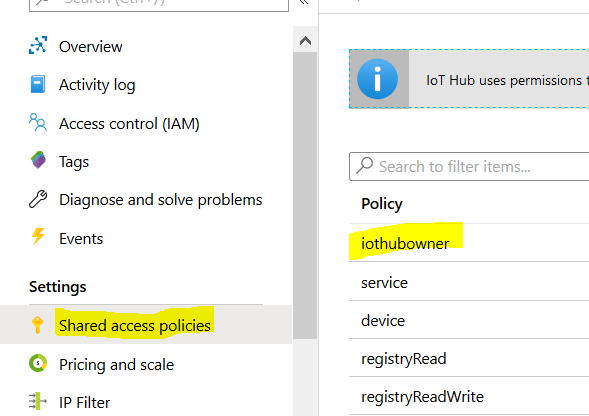 Search (Ctrl+/)
Overview
Activity log
Access control (IAM)
Tags
Diagnose and solve problems
Events
Settings
Shared access policies
Pricing and scale
IP Filter
IoT Hub uses permissions t
Search to filter items...
Policy
iothubowner
service
device
registryRead
registryReadWrite